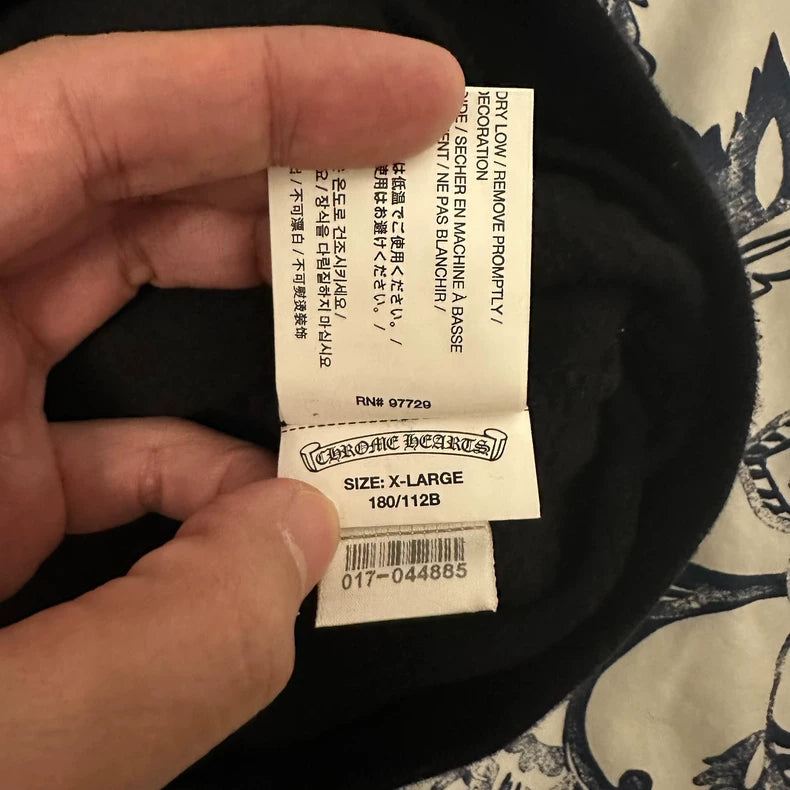 DRY LOW / REMOVE PROMPTLY /
DECORATION
/ SECHER EN MACHINE À BASSE
/ NE PAS BLANCHIR /
は低温でご使用ください。 /
使用はお避けください。 /
온도로 건조시키세요 /
요 / 장식을 다림질하지 마십시요
/ 不可漂白 / 不可熨烫装饰
RN# 97729
CHROME HEARTS
SIZE: X-LARGE
180/112B
017-044885